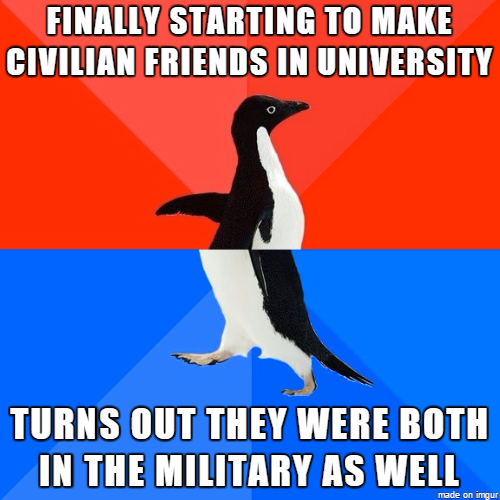 FINALLY STARTING TO MAKE
CIVILIAN FRIENDS IN UNIVERSITY
TURNS OUT THEY WERE BOTH
IN THE MILITARY AS WELL
made on imgur